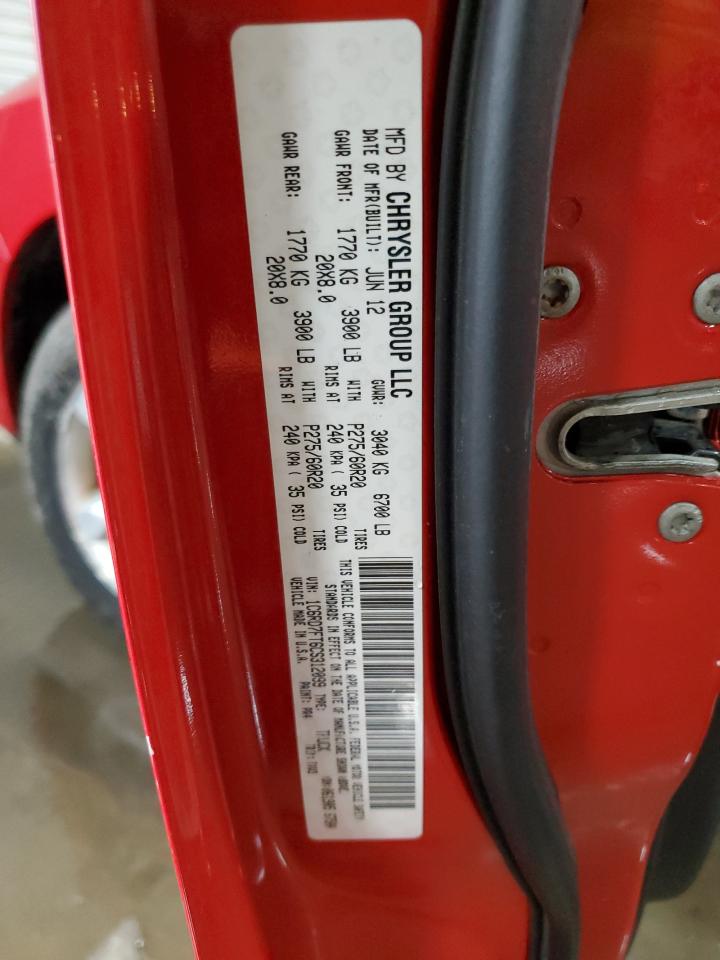 MFD BY CHRYSLER GROUP LLC
DATE OF MFR(BUILT): JUN 12 GVWR: 3040 KG 6700 LB
GAWR FRONT: 1770 KG 3900 LB WITH P275/60R20 TIRES
20X8.0 RIMS AT 240 KPA ( 35 PSI) COLD
GAWR REAR: 1770 KG 3900 LB WITH P275/60R20 TIRES
20X8.0 RIMS AT 240 KPA ( 35 PSI) COLD
THIS VEHICLE CONFORMS TO ALL APPLICABLE U.S.A. FEDERAL MOTOR VEHICLE SAFETY
STANDARDS IN EFFECT ON THE DATE OF MANUFACTURE SHOWN ABOVE.
VIN: 1C6RD7FT6CS312039 TYPE: TRUCK
VEHICLE MADE IN U.S.A. PAINT: PR4